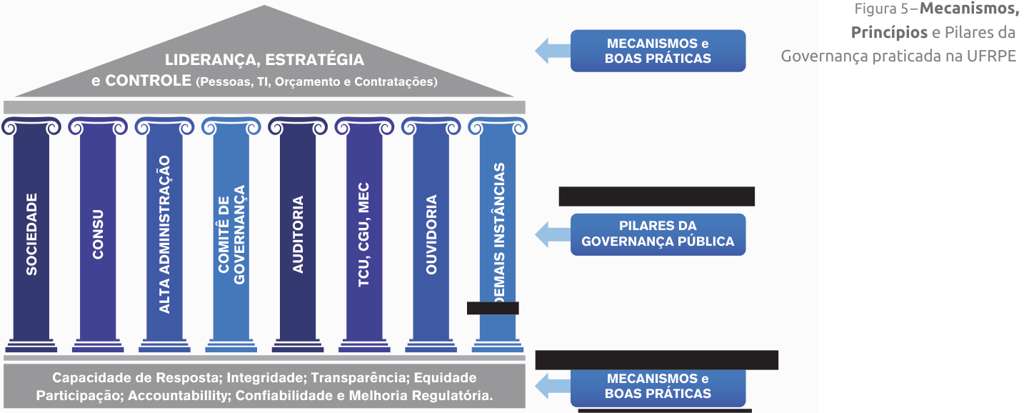 Figura 5 – Mecanismos,
Princípios e Pilares da
Governança praticada na UFRPE
LIDERANÇA, ESTRATÉGIA
e CONTROLE (Pessoas, TI, Orçamento e Contratações)
MECANISMOS e
BOAS PRÁTICAS
SOCIEDADE
CONSU
ALTA ADMINISTRAÇÃO
COMITÊ DE
GOVERNANÇA
AUDITORIA
TCU, CGU, MEC
OUVIDORIA
DEMAIS INSTÂNCIAS
PILARES DA
GOVERNANÇA PÚBLICA
Capacidade de Resposta; Integridade; Transparência; Equidade
Participação; Accountabillity; Confiabilidade e Melhoria Regulatória.
MECANISMOS e
BOAS PRÁTICAS